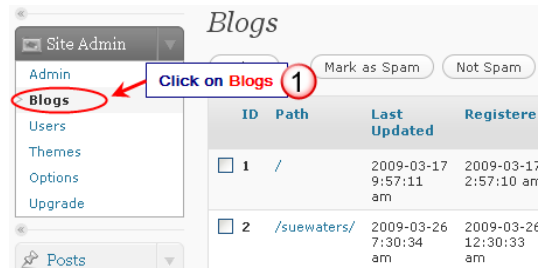 Blogs
Site Admin
Admin
Blogs
Users
Themes
Options
Upgrade
Posts
Click on Blogs 1
Mark as Spam
Not Spam
ID Path Last Updated
1 / 2009-03-17 9:57:11 am 2009-03-17 2:57:10 am
2 /suewaters/ 2009-03-26 7:30:34 am 2009-03-26 12:30:33 am